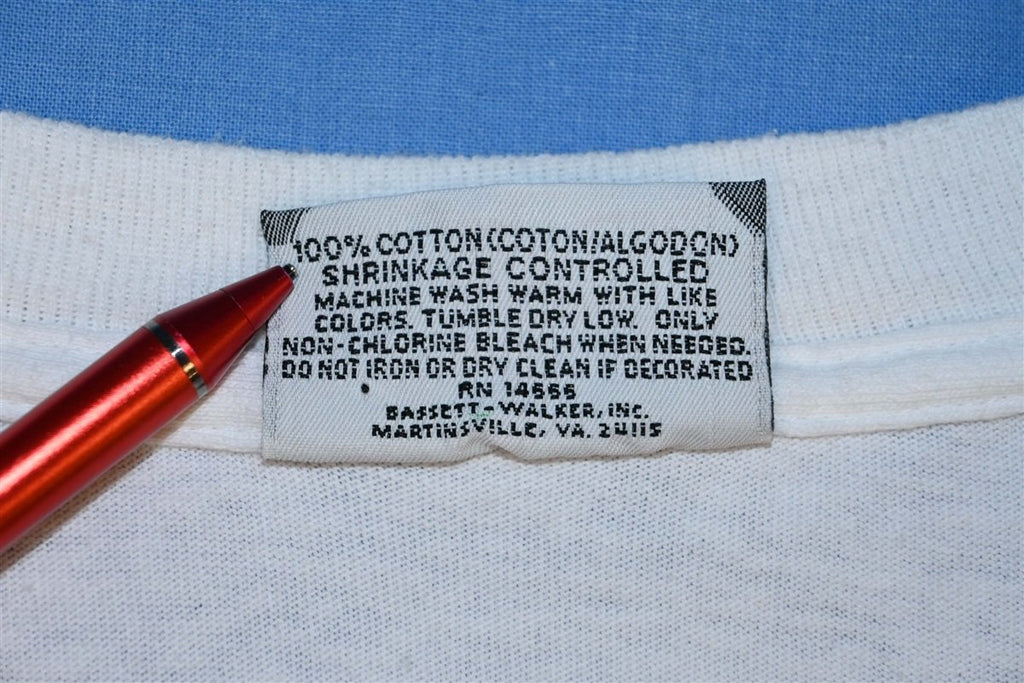 100% COTTON (COTON/ALGODON)
SHRINKAGE CONTROLLED
MACHINE WASH WARM WITH LIKE
COLORS. TUMBLE DRY LOW. ONLY
NON-CHLORINE BLEACH WHEN NEEDED.
DO NOT IRON OR DRY CLEAN IF DECORATED
RN 14666
BASSETT-WALKER, INC.
MARTINSVILLE, VA. 24115